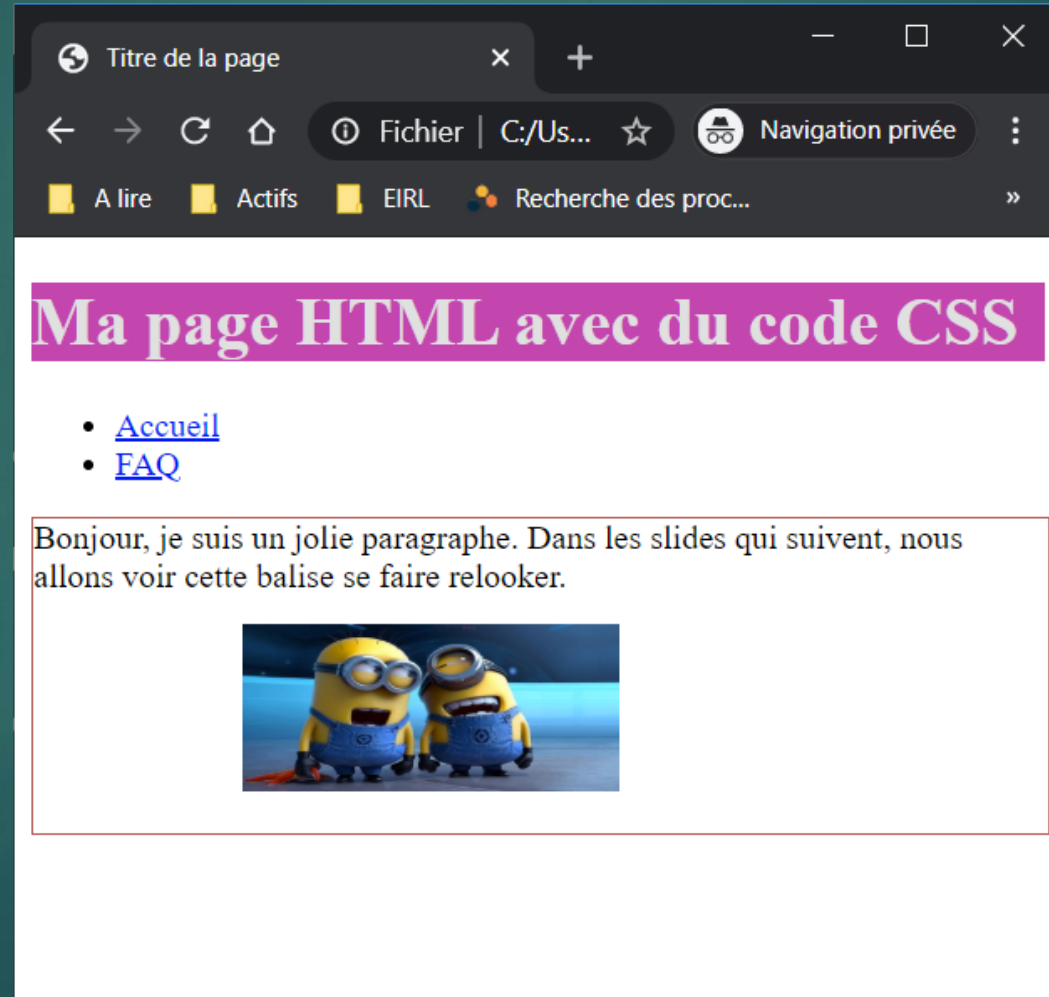 Titre de la page
Fichier | C:/Us...
Navigation privée
A lire
Actifs
EIRL
Recherche des proc...
»
Ma page HTML avec du code CSS
• Accueil
• FAQ
Bonjour, je suis un jolie paragraphe. Dans les slides qui suivent, nous
allons voir cette balise se faire relooker.